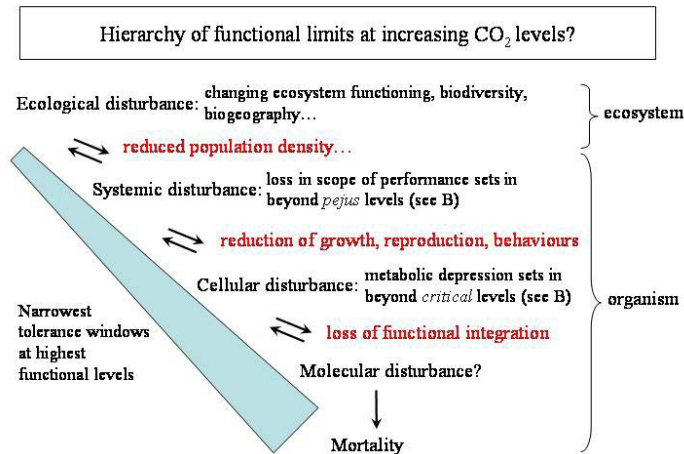 Hierarchy of functional limits at increasing CO₂ levels?
Ecological disturbance: changing ecosystem functioning, biodiversity,
biogeography…
ecosystem
reduced population density…
Systemic disturbance: loss in scope of performance sets in
beyond pejus levels (see B)
reduction of growth, reproduction, behaviours
Cellular disturbance: metabolic depression sets in
beyond critical levels (see B)
organism
Narrowest
tolerance windows
at highest
functional levels
loss of functional integration
Molecular disturbance?
Mortality